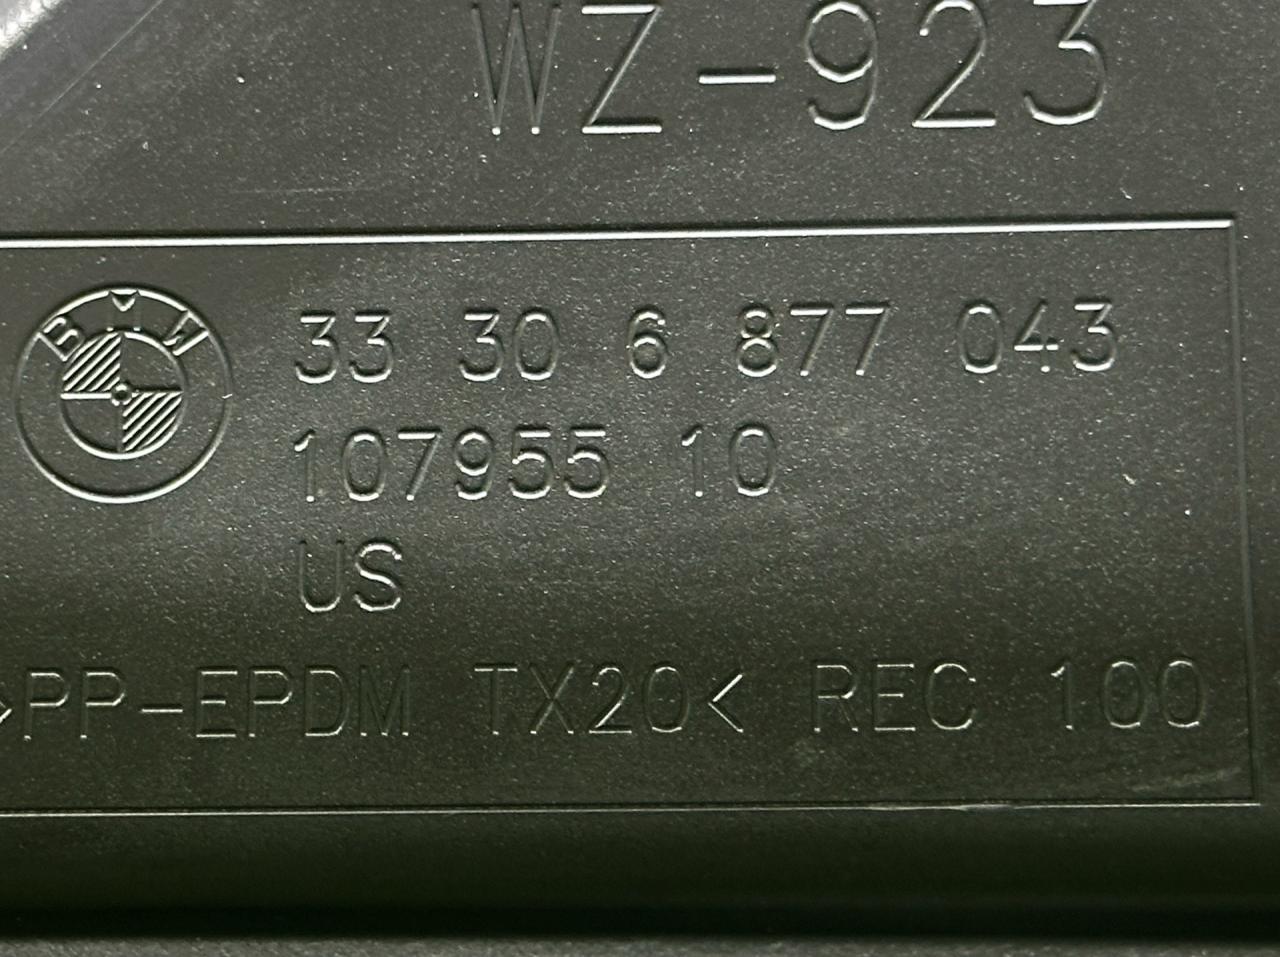 WZ-923
BMW
33 30 6 877 043
107955 10
US
>PP-EPDM TX20< REC 100